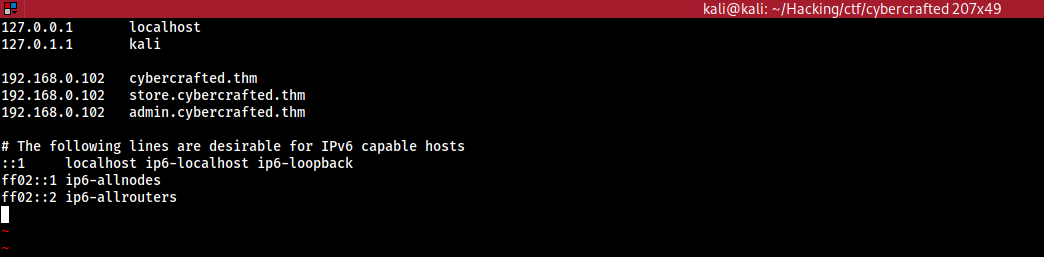 kali@kali: ~/Hacking/ctf/cybercrafted 207x49
127.0.0.1       localhost
127.0.1.1       kali
192.168.0.102   cybercrafted.thm
192.168.0.102   store.cybercrafted.thm
192.168.0.102   admin.cybercrafted.thm
# The following lines are desirable for IPv6 capable hosts
::1     localhost ip6-localhost ip6-loopback
ff02::1 ip6-allnodes
ff02::2 ip6-allrouters
~
~